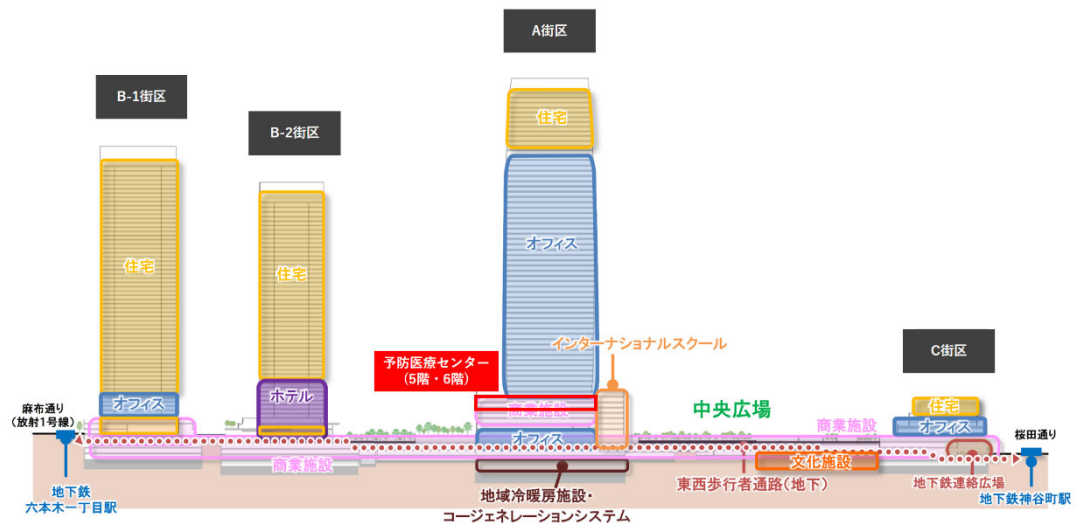 A街区
B-1街区
B-2街区
住宅
オフィス
住宅
住宅
インターナショナルスクール
予防医療センター
(5階・6階)
C街区
ホテル
オフィス
商業施設
中央広場
住宅
麻布通り
(放射1号線)
オフィス
商業施設
オフィス
桜田通り
商業施設
文化施設
地下鉄
六本木一丁目駅
東西歩行者通路(地下)
地下鉄連絡広場
地下鉄神谷町駅
地域冷暖房施設・
コージェネレーションシステム